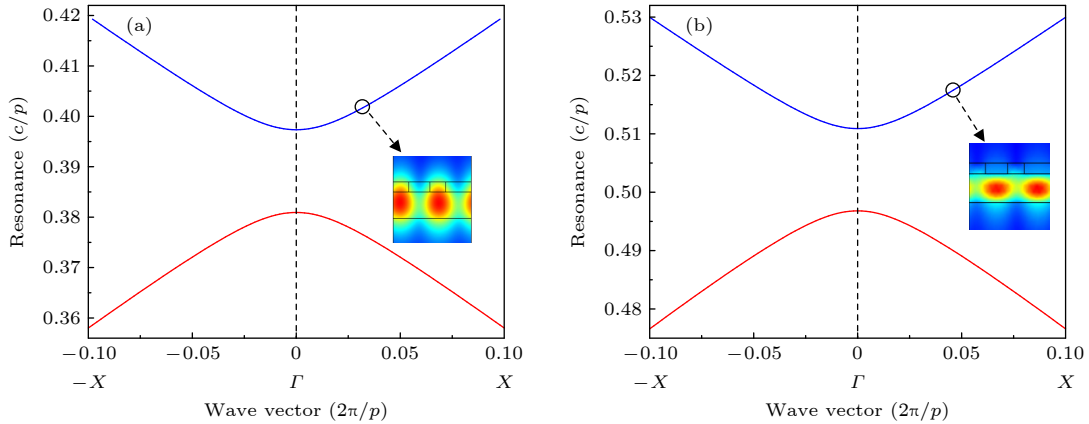 (a)
0.42
0.41
0.40
0.39
0.38
0.37
0.36
Resonance (c/p)
−0.10 −0.05 0 0.05 0.10
−X Γ X
Wave vector (2π/p)
(b)
0.53
0.52
0.51
0.50
0.49
0.48
Resonance (c/p)
−0.10 −0.05 0 0.05 0.10
−X Γ X
Wave vector (2π/p)